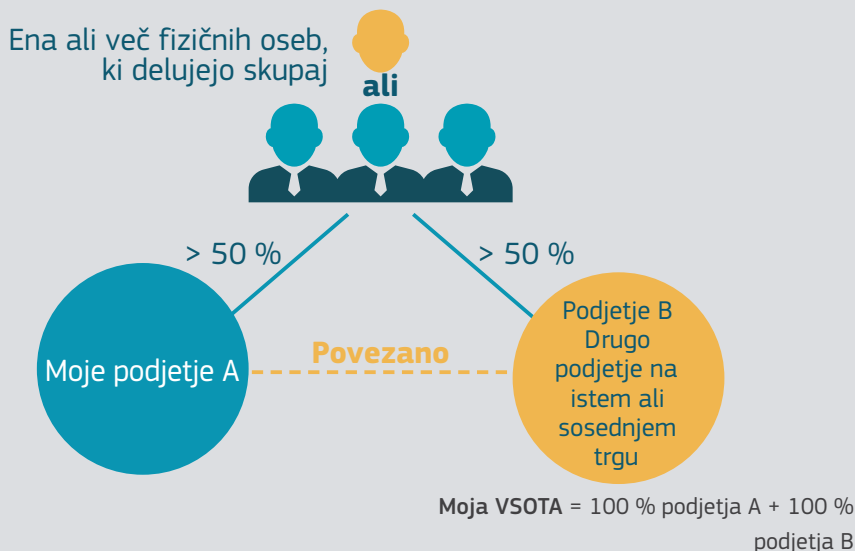 Ena ali več fizičnih oseb,
ki delujejo skupaj
ali
> 50 %
> 50 %
Moje podjetje A
Povezano
Podjetje B
Drugo
podjetje na
istem ali
sosednjem
trgu
Moja VSOTA = 100 % podjetja A + 100 %
podjetja B